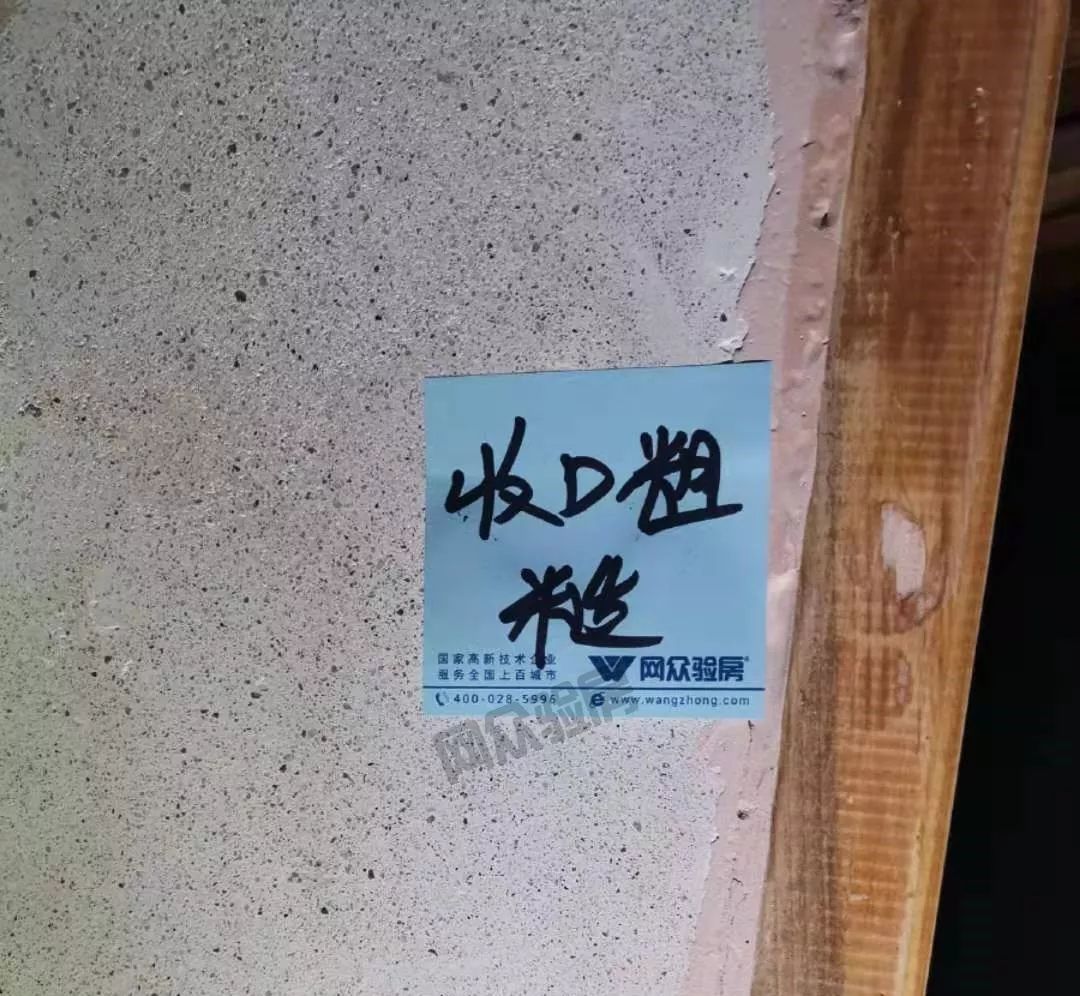 收口粗
糙
国家高新技术企业
服务全国上百城市
网众验房
400-028-5996
www.wangzhong.com
网众验房